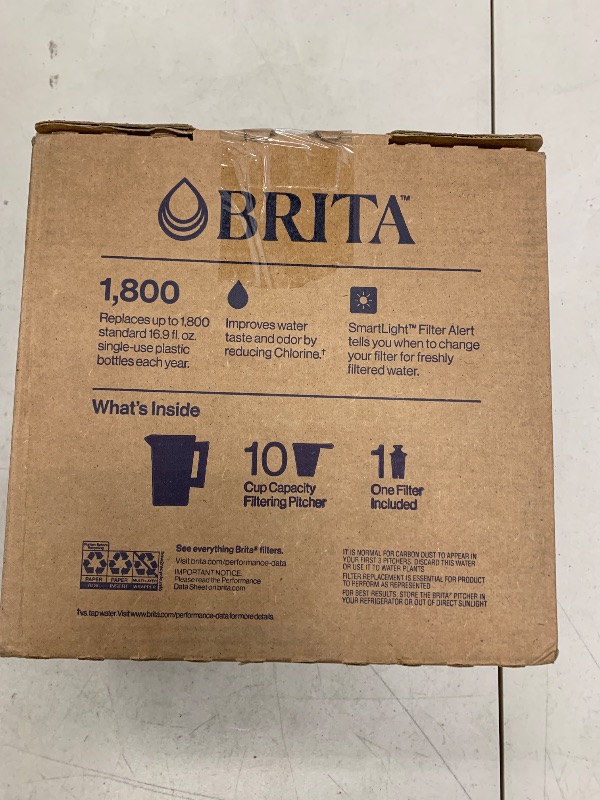 BRITA™
1,800
Replaces up to 1,800
standard 16.9 fl. oz.
single-use plastic
bottles each year.
Improves water
taste and odor by
reducing Chlorine.†
SmartLight™ Filter Alert
tells you when to change
your filter for freshly
filtered water.
What's Inside
10
Cup Capacity
Filtering Pitcher
1
One Filter
Included
PAPER
PAPER
INSERT
WRAPPER
See everything Brita® filters.
Visit brita.com/performance-data
IMPORTANT NOTICE:
Please read the Performance
Data Sheet on brita.com
IT IS NORMAL FOR CARBON DUST TO APPEAR IN
YOUR FIRST 3 PITCHERS. DISCARD THIS WATER
OR USE IT TO WATER PLANTS
FILTER REPLACEMENT IS ESSENTIAL FOR PRODUCT
TO PERFORM AS REPRESENTED
FOR BEST RESULTS, STORE THE BRITA® PITCHER IN
YOUR REFRIGERATOR OR OUT OF DIRECT SUNLIGHT
†vs. tap water. Visit www.brita.com/performance-data for more details.